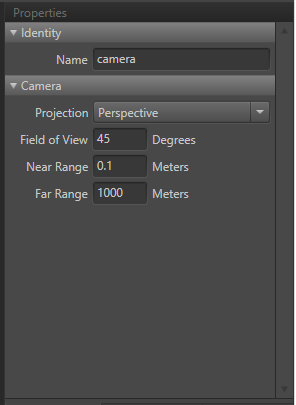 Properties
Identity
Name camera
Camera
Projection Perspective
Field of View 45 Degrees
Near Range 0.1 Meters
Far Range 1000 Meters